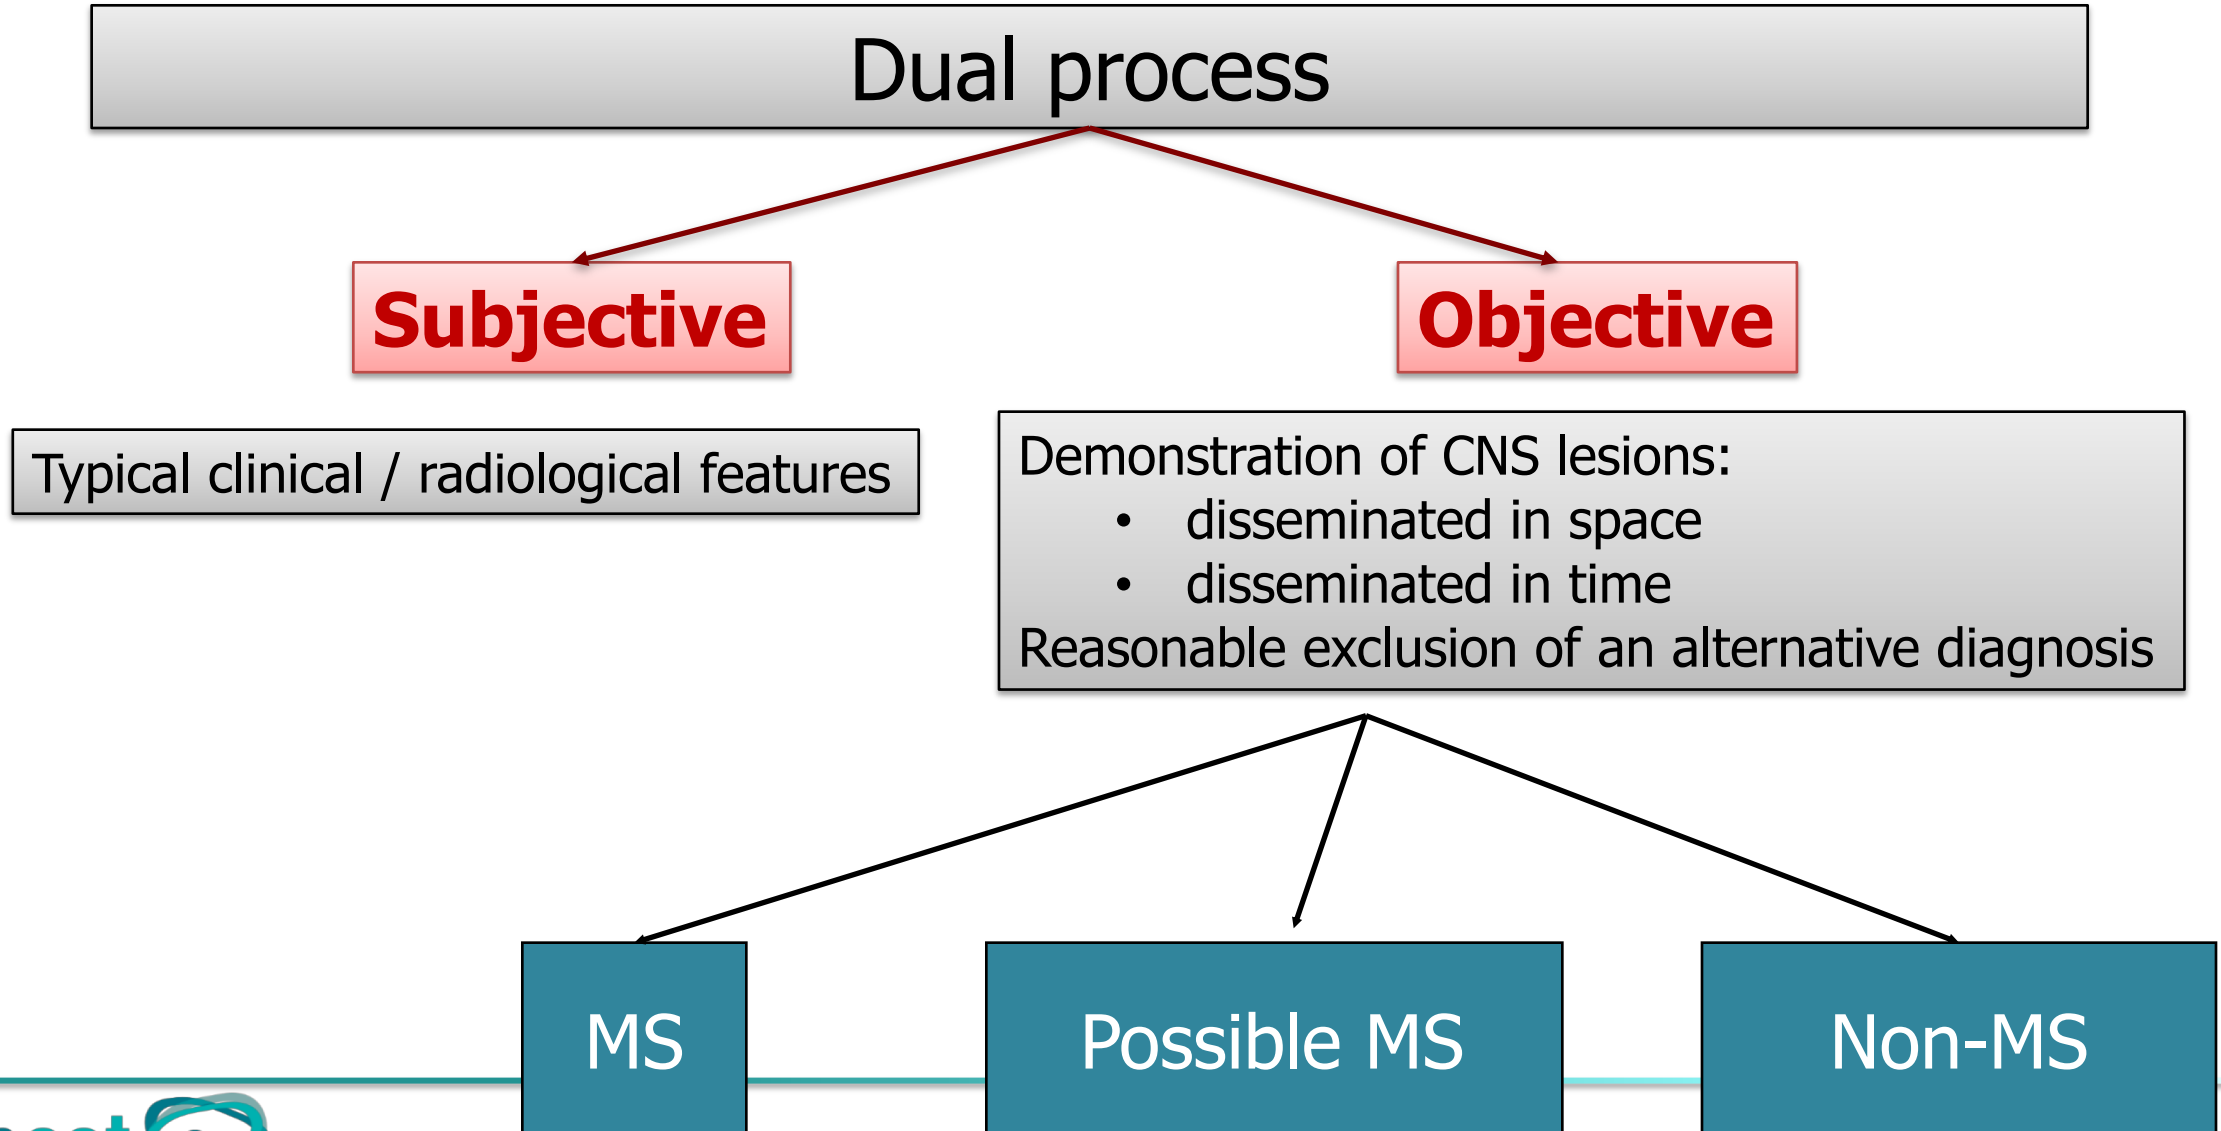 Dual process
Subjective
Objective
Typical clinical / radiological features
Demonstration of CNS lesions:
• disseminated in space
• disseminated in time
Reasonable exclusion of an alternative diagnosis
MS
Possible MS
Non-MS